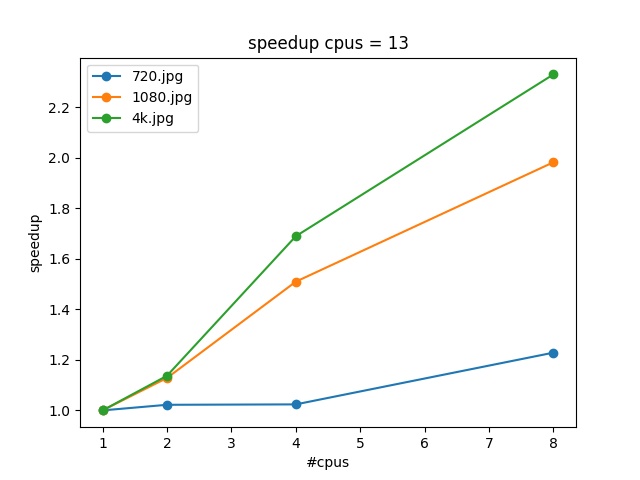 speedup cpus = 13
720.jpg
1080.jpg
4k.jpg
2.2
2.0
1.8
1.6
1.4
1.2
1.0
speedup
1 2 3 4 5 6 7 8
#cpus